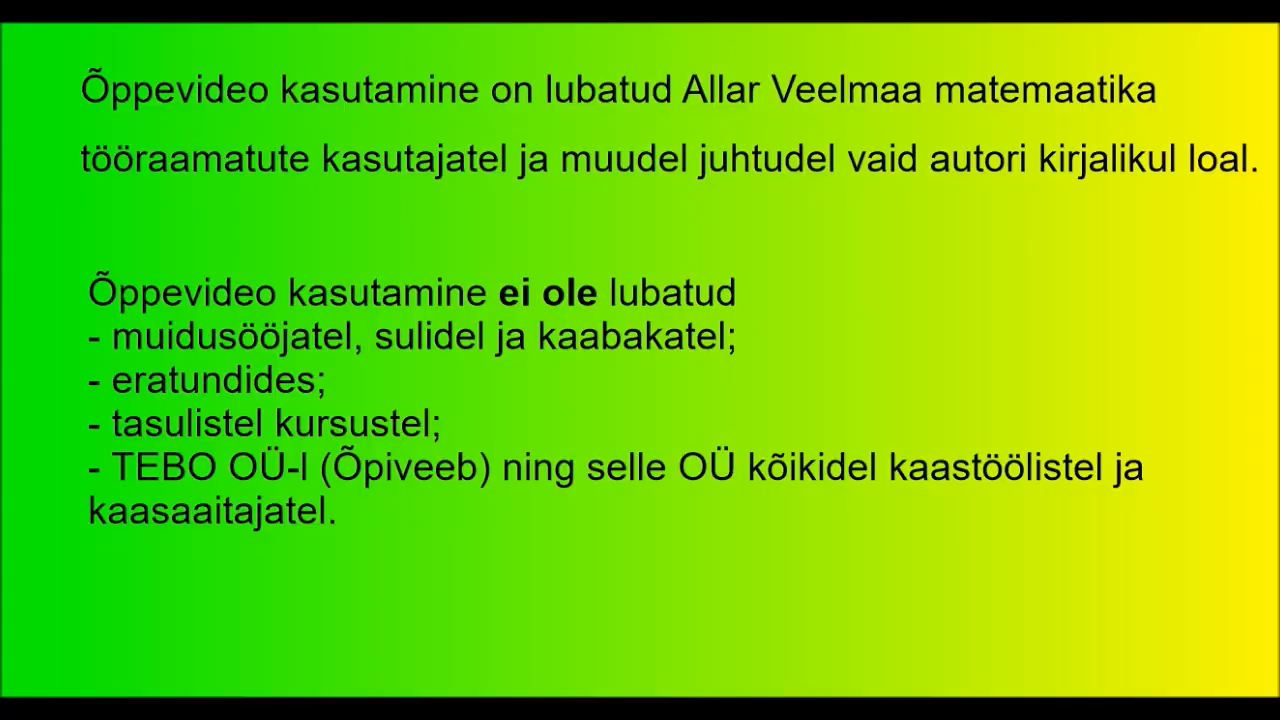 Õppevideo kasutamine on lubatud Allar Veelmaa matemaatika
tööraamatute kasutajatel ja muudel juhtudel vaid autori kirjalikul loal.
Õppevideo kasutamine ei ole lubatud
- muidusööjatel, sulidel ja kaabakatel;
- eratundides;
- tasulistel kursustel;
- TEBO OÜ-l (Õpiveeb) ning selle OÜ kõikidel kaastöölistel ja
kaasaaitajatel.